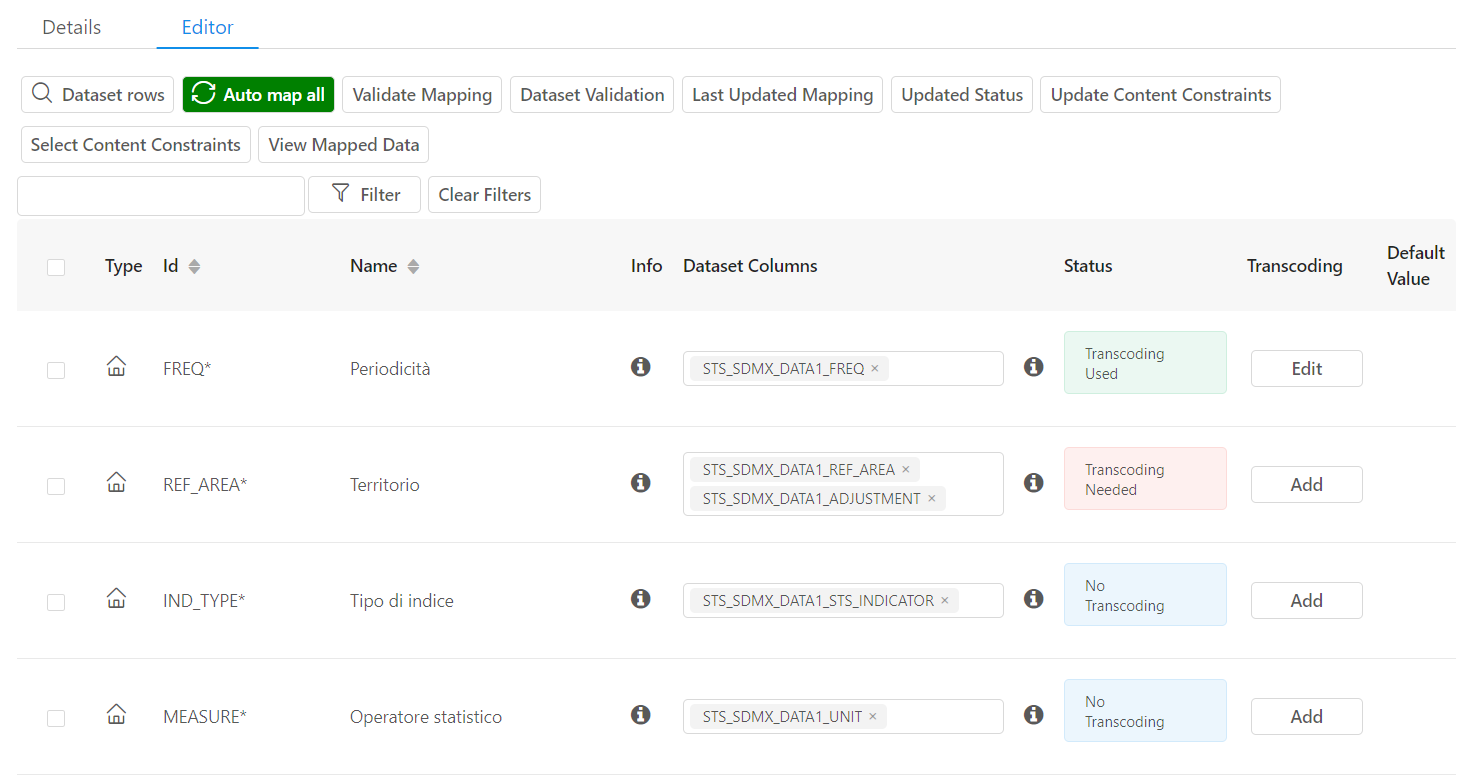 Details Editor
Dataset rows Auto map all Validate Mapping Dataset Validation Last Updated Mapping Updated Status Update Content Constraints
Select Content Constraints View Mapped Data
Filter Clear Filters
Type Id Name Info Dataset Columns Status Transcoding Default Value
FREQ* Periodicità STS_SDMX_DATA1_FREQ × Transcoding Used Edit
REF_AREA* Territorio STS_SDMX_DATA1_REF_AREA × STS_SDMX_DATA1_ADJUSTMENT × Transcoding Needed Add
IND_TYPE* Tipo di indice STS_SDMX_DATA1_STS_INDICATOR × No Transcoding Add
MEASURE* Operatore statistico STS_SDMX_DATA1_UNIT × No Transcoding Add